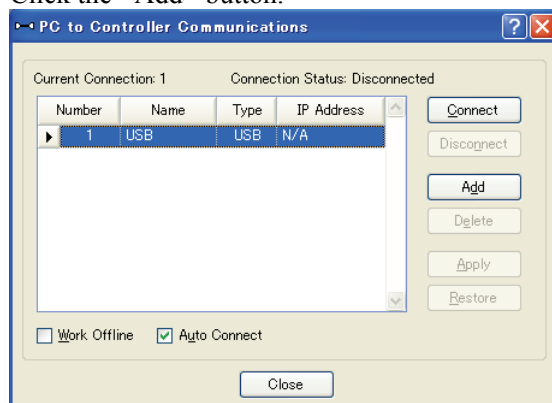 Click the "Add" button.
PC to Controller Communications
Current Connection: 1 Connection Status: Disconnected
Number Name Type IP Address
1 USB USB N/A
Connect
Disconnect
Add
Delete
Apply
Restore
Work Offline Auto Connect
Close